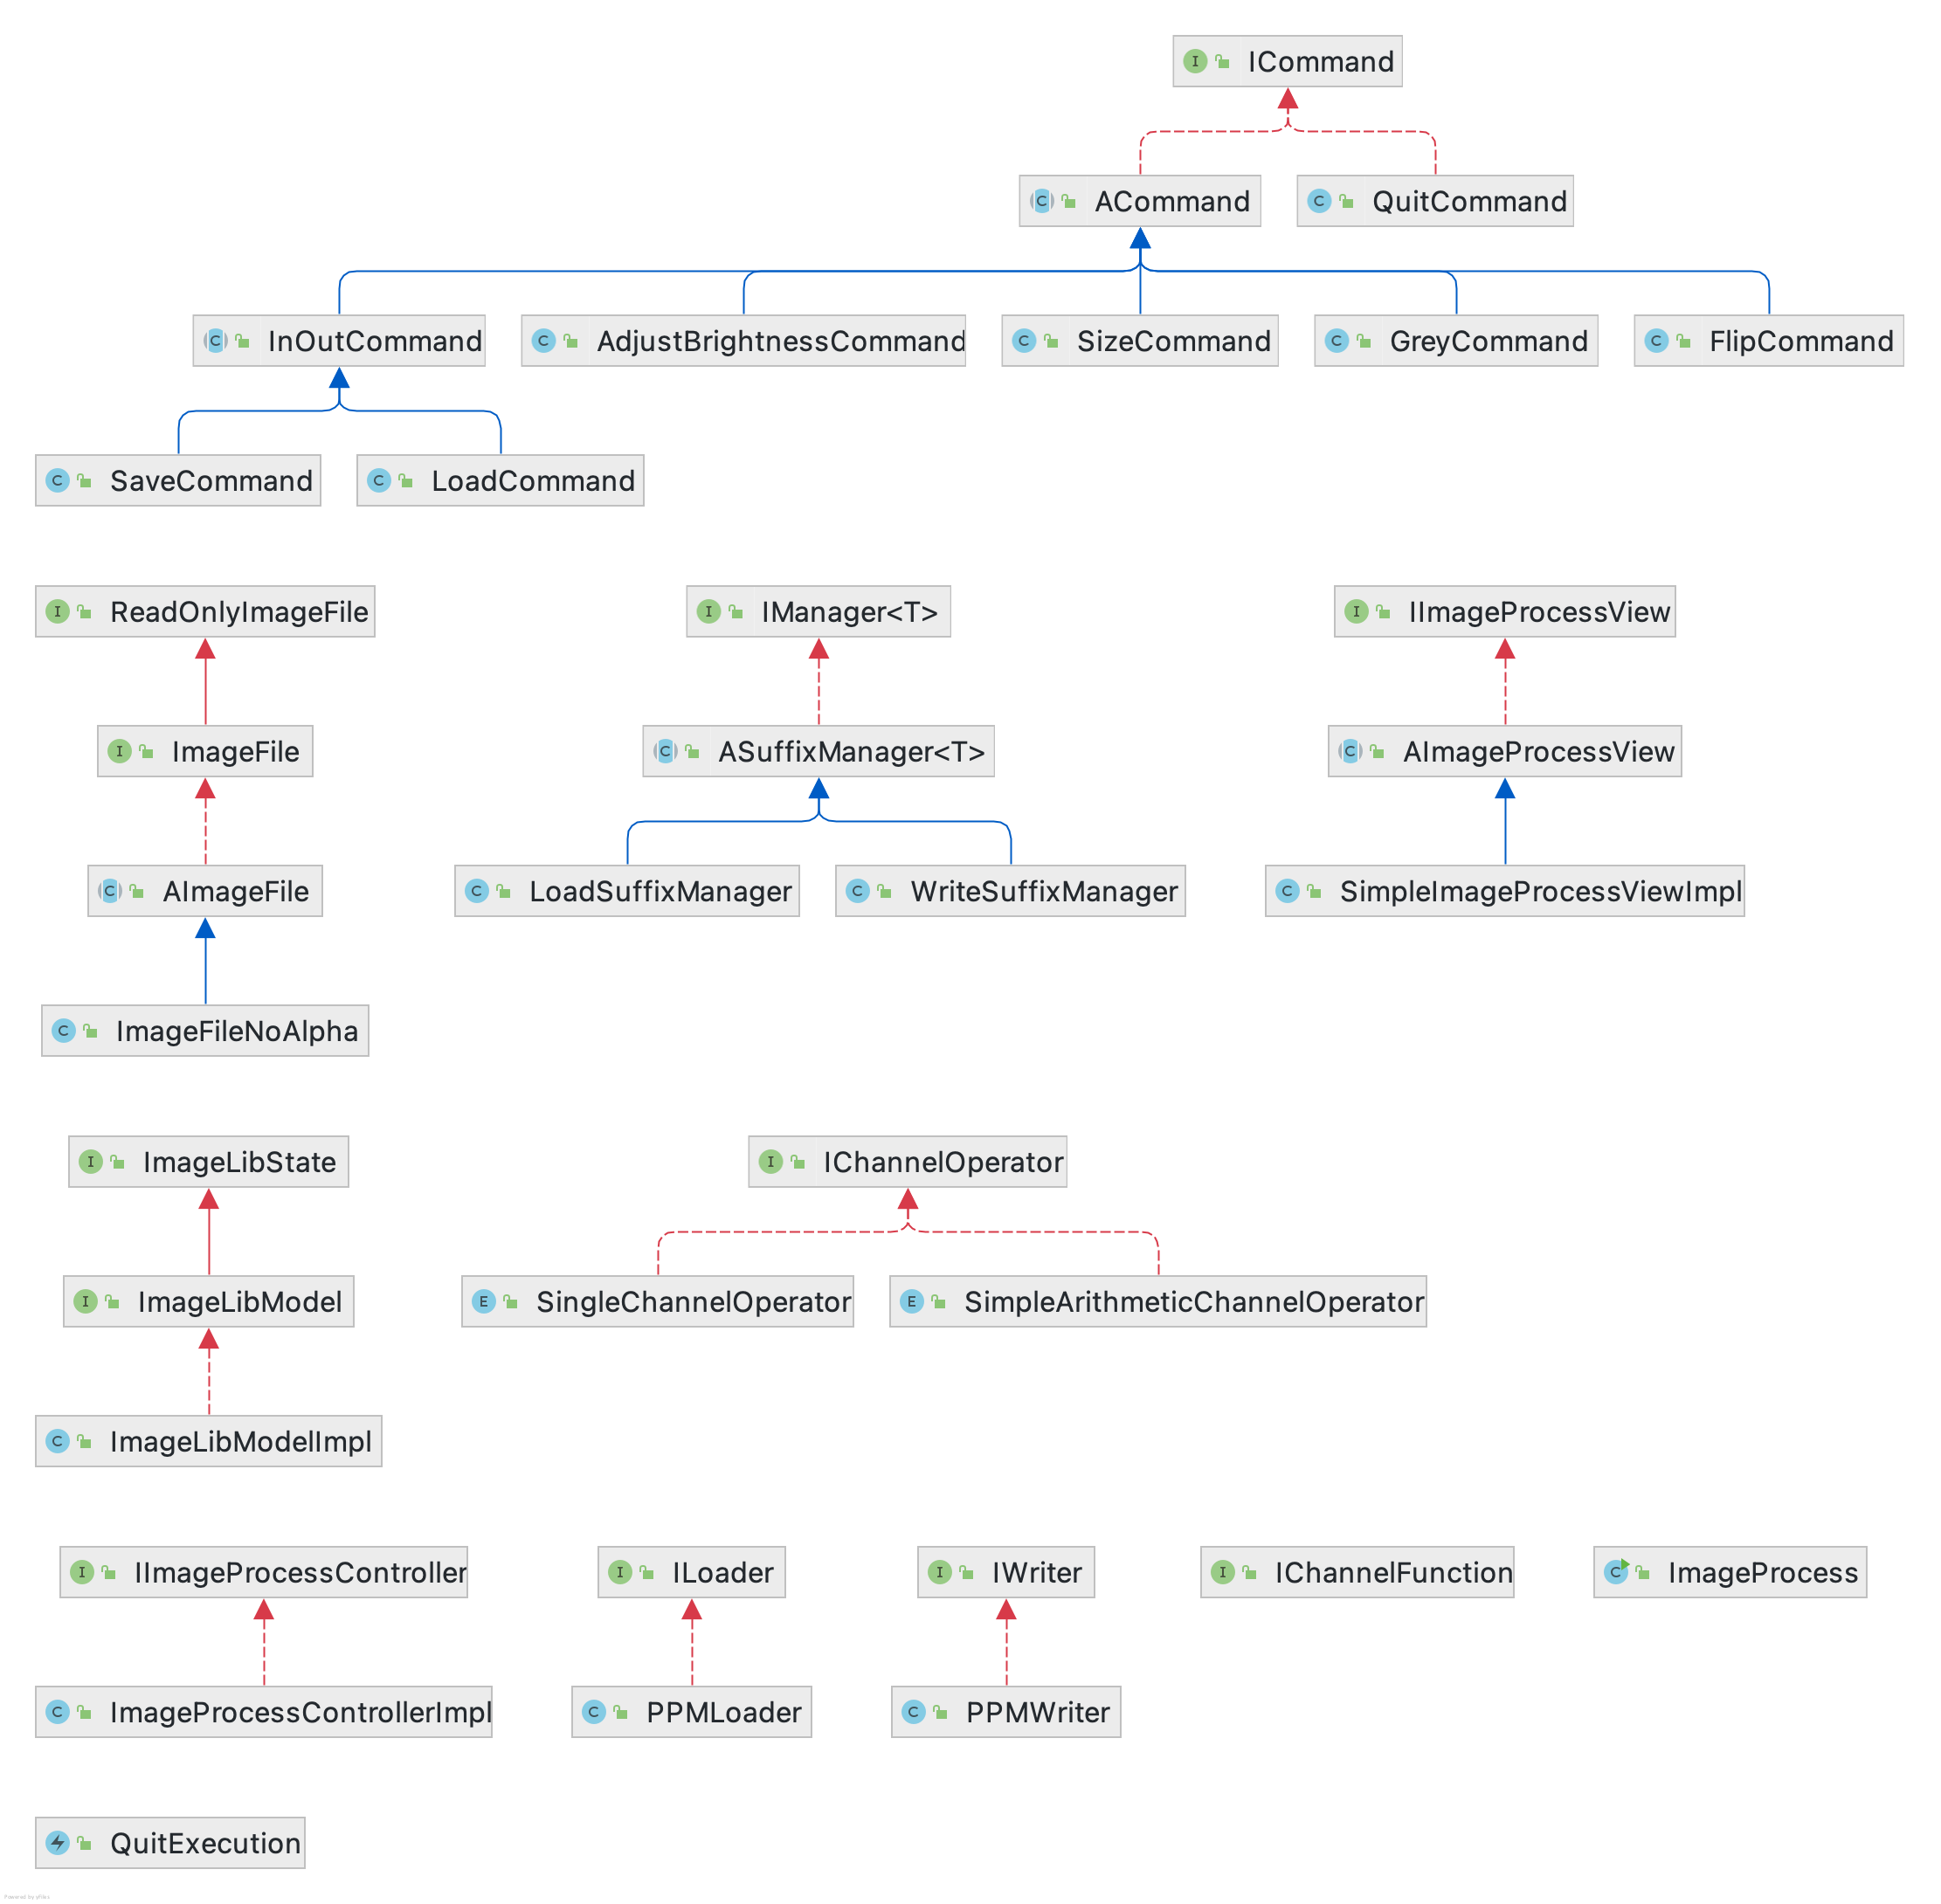 ICommand
ACommand
QuitCommand
InOutCommand
AdjustBrightnessCommand
SizeCommand
GreyCommand
FlipCommand
SaveCommand
LoadCommand
ReadOnlyImageFile
IManager<T>
IImageProcessView
ImageFile
ASuffixManager<T>
AImageProcessView
AImageFile
LoadSuffixManager
WriteSuffixManager
SimpleImageProcessViewImpl
ImageFileNoAlpha
ImageLibState
IChannelOperator
ImageLibModel
SingleChannelOperator
SimpleArithmeticChannelOperator
ImageLibModelImpl
IImageProcessController
ILoader
IWriter
IChannelFunction
ImageProcess
ImageProcessControllerImpl
PPMLoader
PPMWriter
QuitExecution
Powered by yFiles